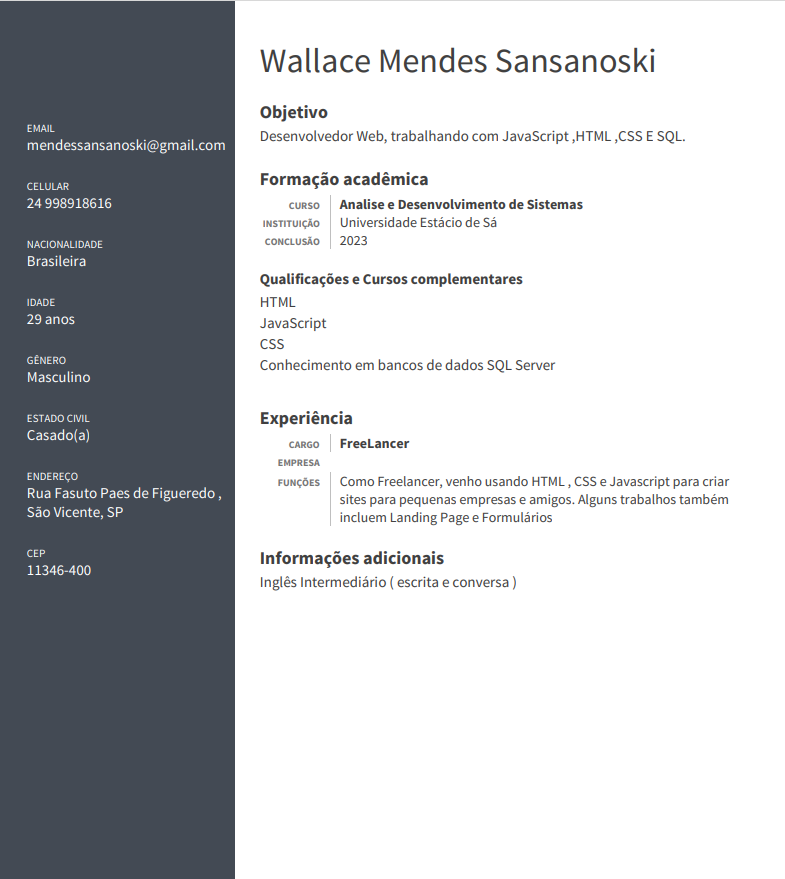 EMAIL
mendessansanoski@gmail.com
CELULAR
24 998918616
NACIONALIDADE
Brasileira
IDADE
29 anos
GÊNERO
Masculino
ESTADO CIVIL
Casado(a)
ENDEREÇO
Rua Fasuto Paes de Figueredo ,
São Vicente, SP
CEP
11346-400
Wallace Mendes Sansanoski
Objetivo
Desenvolvedor Web, trabalhando com JavaScript ,HTML ,CSS E SQL.
Formação acadêmica
CURSO Analise e Desenvolvimento de Sistemas
INSTITUIÇÃO Universidade Estácio de Sá
CONCLUSÃO 2023
Qualificações e Cursos complementares
HTML
JavaScript
CSS
Conhecimento em bancos de dados SQL Server
Experiência
CARGO FreeLancer
EMPRESA
FUNÇÕES Como Freelancer, venho usando HTML , CSS e Javascript para criar
sites para pequenas empresas e amigos. Alguns trabalhos também
incluem Landing Page e Formulários
Informações adicionais
Inglês Intermediário ( escrita e conversa )